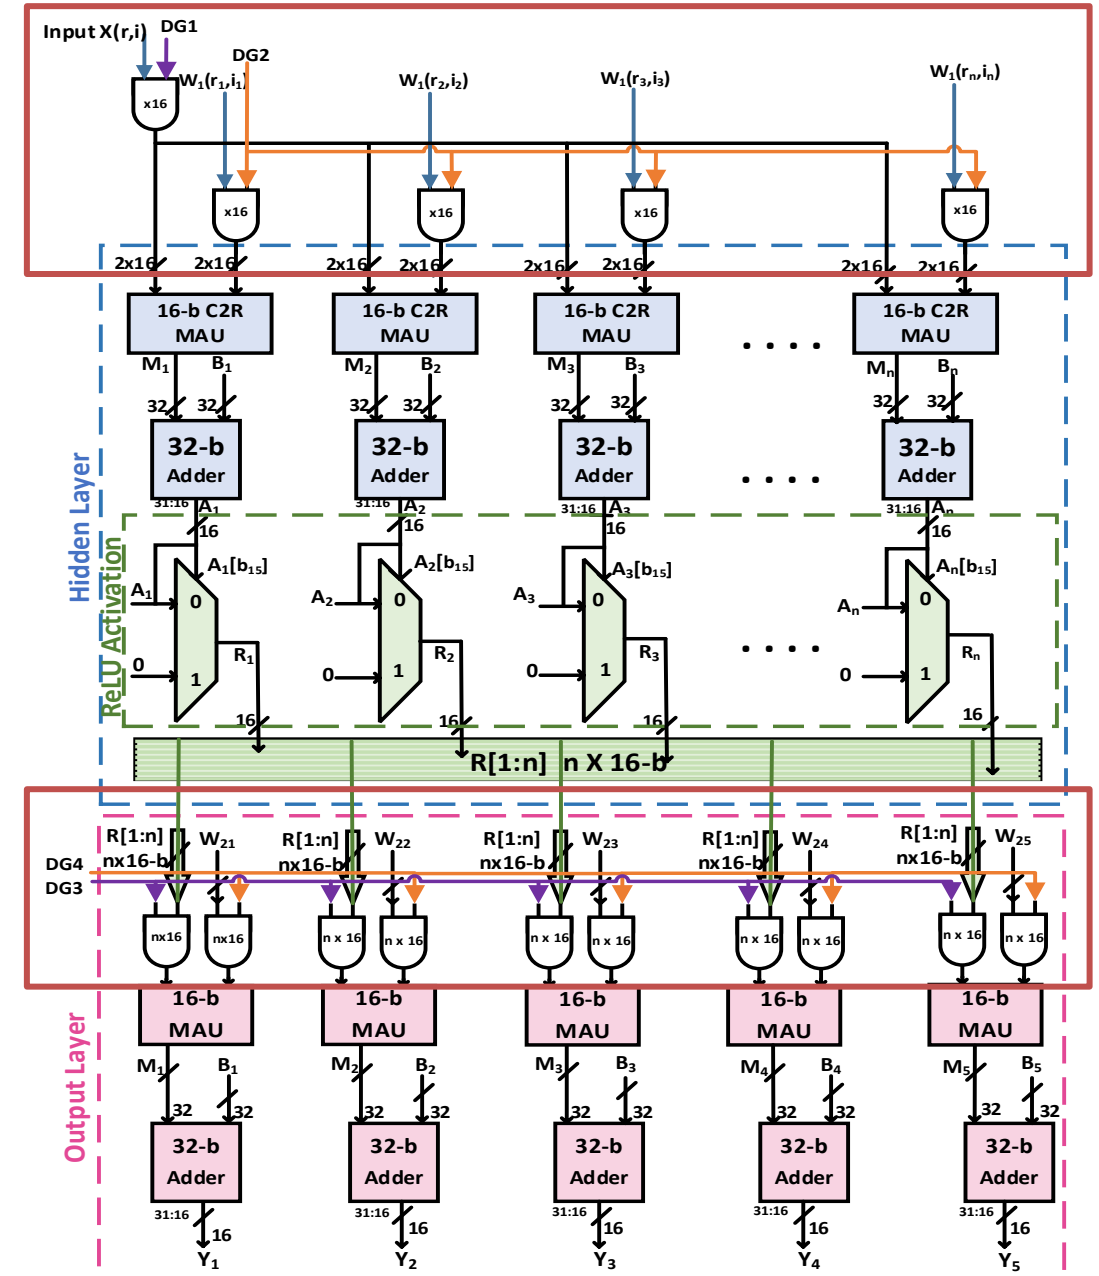 Input X(r,i) DG1
DG2
W₁(r₁,i₁) W₁(r₂,i₂) W₁(r₃,i₃) W₁(rₙ,iₙ)
x16
x16 x16 x16 x16
2x16 2x16 2x16 2x16 2x16 2x16 2x16 2x16
16-b C2R 16-b C2R 16-b C2R 16-b C2R
MAU MAU MAU MAU
M₁ B₁ M₂ B₂ M₃ B₃ Mₙ Bₙ
32 32 32 32 32 32 32 32
32-b 32-b 32-b 32-b
Adder Adder Adder Adder
31:16 A₁ 31:16 A₂ 31:16 A₃ 31:16 Aₙ
16 16 16 16
Hidden Layer
ReLU Activation
A₁[b₁₅] A₂[b₁₅] A₃[b₁₅] Aₙ[b₁₅]
A₁ 0 A₂ 0 A₃ 0 Aₙ 0
R₁ R₂ R₃ Rₙ
0 1 0 1 0 1 0 1
16 16 16 16
R[1:n] n X 16-b
R[1:n] W₂₁ R[1:n] W₂₂ R[1:n] W₂₃ R[1:n] W₂₄ R[1:n] W₂₅
nx16-b nx16-b nx16-b nx16-b nx16-b
DG4
DG3
nx16 nx16 n x 16 n x 16 n x 16 n x 16 n x 16 n x 16 n x 16 n x 16
16-b 16-b 16-b 16-b 16-b
MAU MAU MAU MAU MAU
Output Layer
M₁ B₁ M₂ B₂ M₃ B₃ M₄ B₄ M₅ B₅
32 32 32 32 32 32 32 32 32 32
32-b 32-b 32-b 32-b 32-b
Adder Adder Adder Adder Adder
31:16 16 31:16 16 31:16 16 31:16 16 31:16 16
Y₁ Y₂ Y₃ Y₄ Y₅